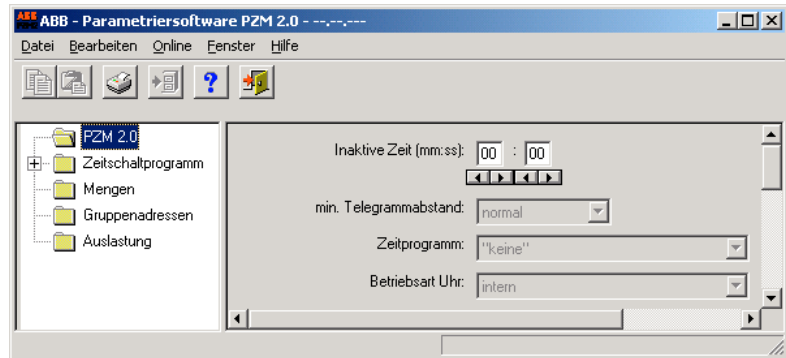 ABB ABB - Parametriersoftware PZM 2.0 - --.--.---
Datei Bearbeiten Online Fenster Hilfe
?
PZM 2.0
Zeitschaltprogramm
Mengen
Gruppenadressen
Auslastung
Inaktive Zeit (mm:ss): 00 : 00
min. Telegrammabstand: normal
Zeitprogramm: "keine"
Betriebsart Uhr: intern